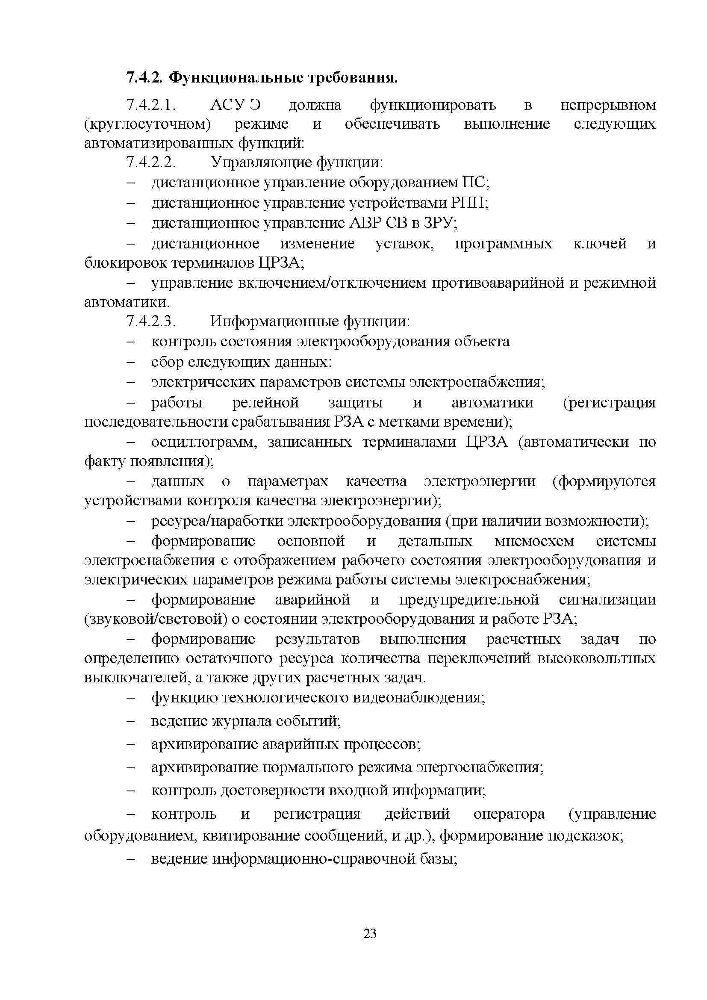 7.4.2. Функциональные требования.
7.4.2.1. АСУ Э должна функционировать в непрерывном
(круглосуточном) режиме и обеспечивать выполнение следующих
автоматизированных функций:
7.4.2.2. Управляющие функции:
– дистанционное управление оборудованием ПС;
– дистанционное управление устройствами РПН;
– дистанционное управление АВР СВ в ЗРУ;
– дистанционное изменение уставок, программных ключей и
блокировок терминалов ЦРЗА;
– управление включением/отключением противоаварийной и режимной
автоматики.
7.4.2.3. Информационные функции:
– контроль состояния электрооборудования объекта
– сбор следующих данных:
– электрических параметров системы электроснабжения;
– работы релейной защиты и автоматики (регистрация
последовательности срабатывания РЗА с метками времени);
– осциллограмм, записанных терминалами ЦРЗА (автоматически по
факту появления);
– данных о параметрах качества электроэнергии (формируются
устройствами контроля качества электроэнергии);
– ресурса/наработки электрооборудования (при наличии возможности);
– формирование основной и детальных мнемосхем системы
электроснабжения с отображением рабочего состояния электрооборудования и
электрических параметров режима работы системы электроснабжения;
– формирование аварийной и предупредительной сигнализации
(звуковой/световой) о состоянии электрооборудования и работе РЗА;
– формирование результатов выполнения расчетных задач по
определению остаточного ресурса количества переключений высоковольтных
выключателей, а также других расчетных задач.
– функцию технологического видеонаблюдения;
– ведение журнала событий;
– архивирование аварийных процессов;
– архивирование нормального режима энергоснабжения;
– контроль достоверности входной информации;
– контроль и регистрация действий оператора (управление
оборудованием, квитирование сообщений, и др.), формирование подсказок;
– ведение информационно-справочной базы;
23